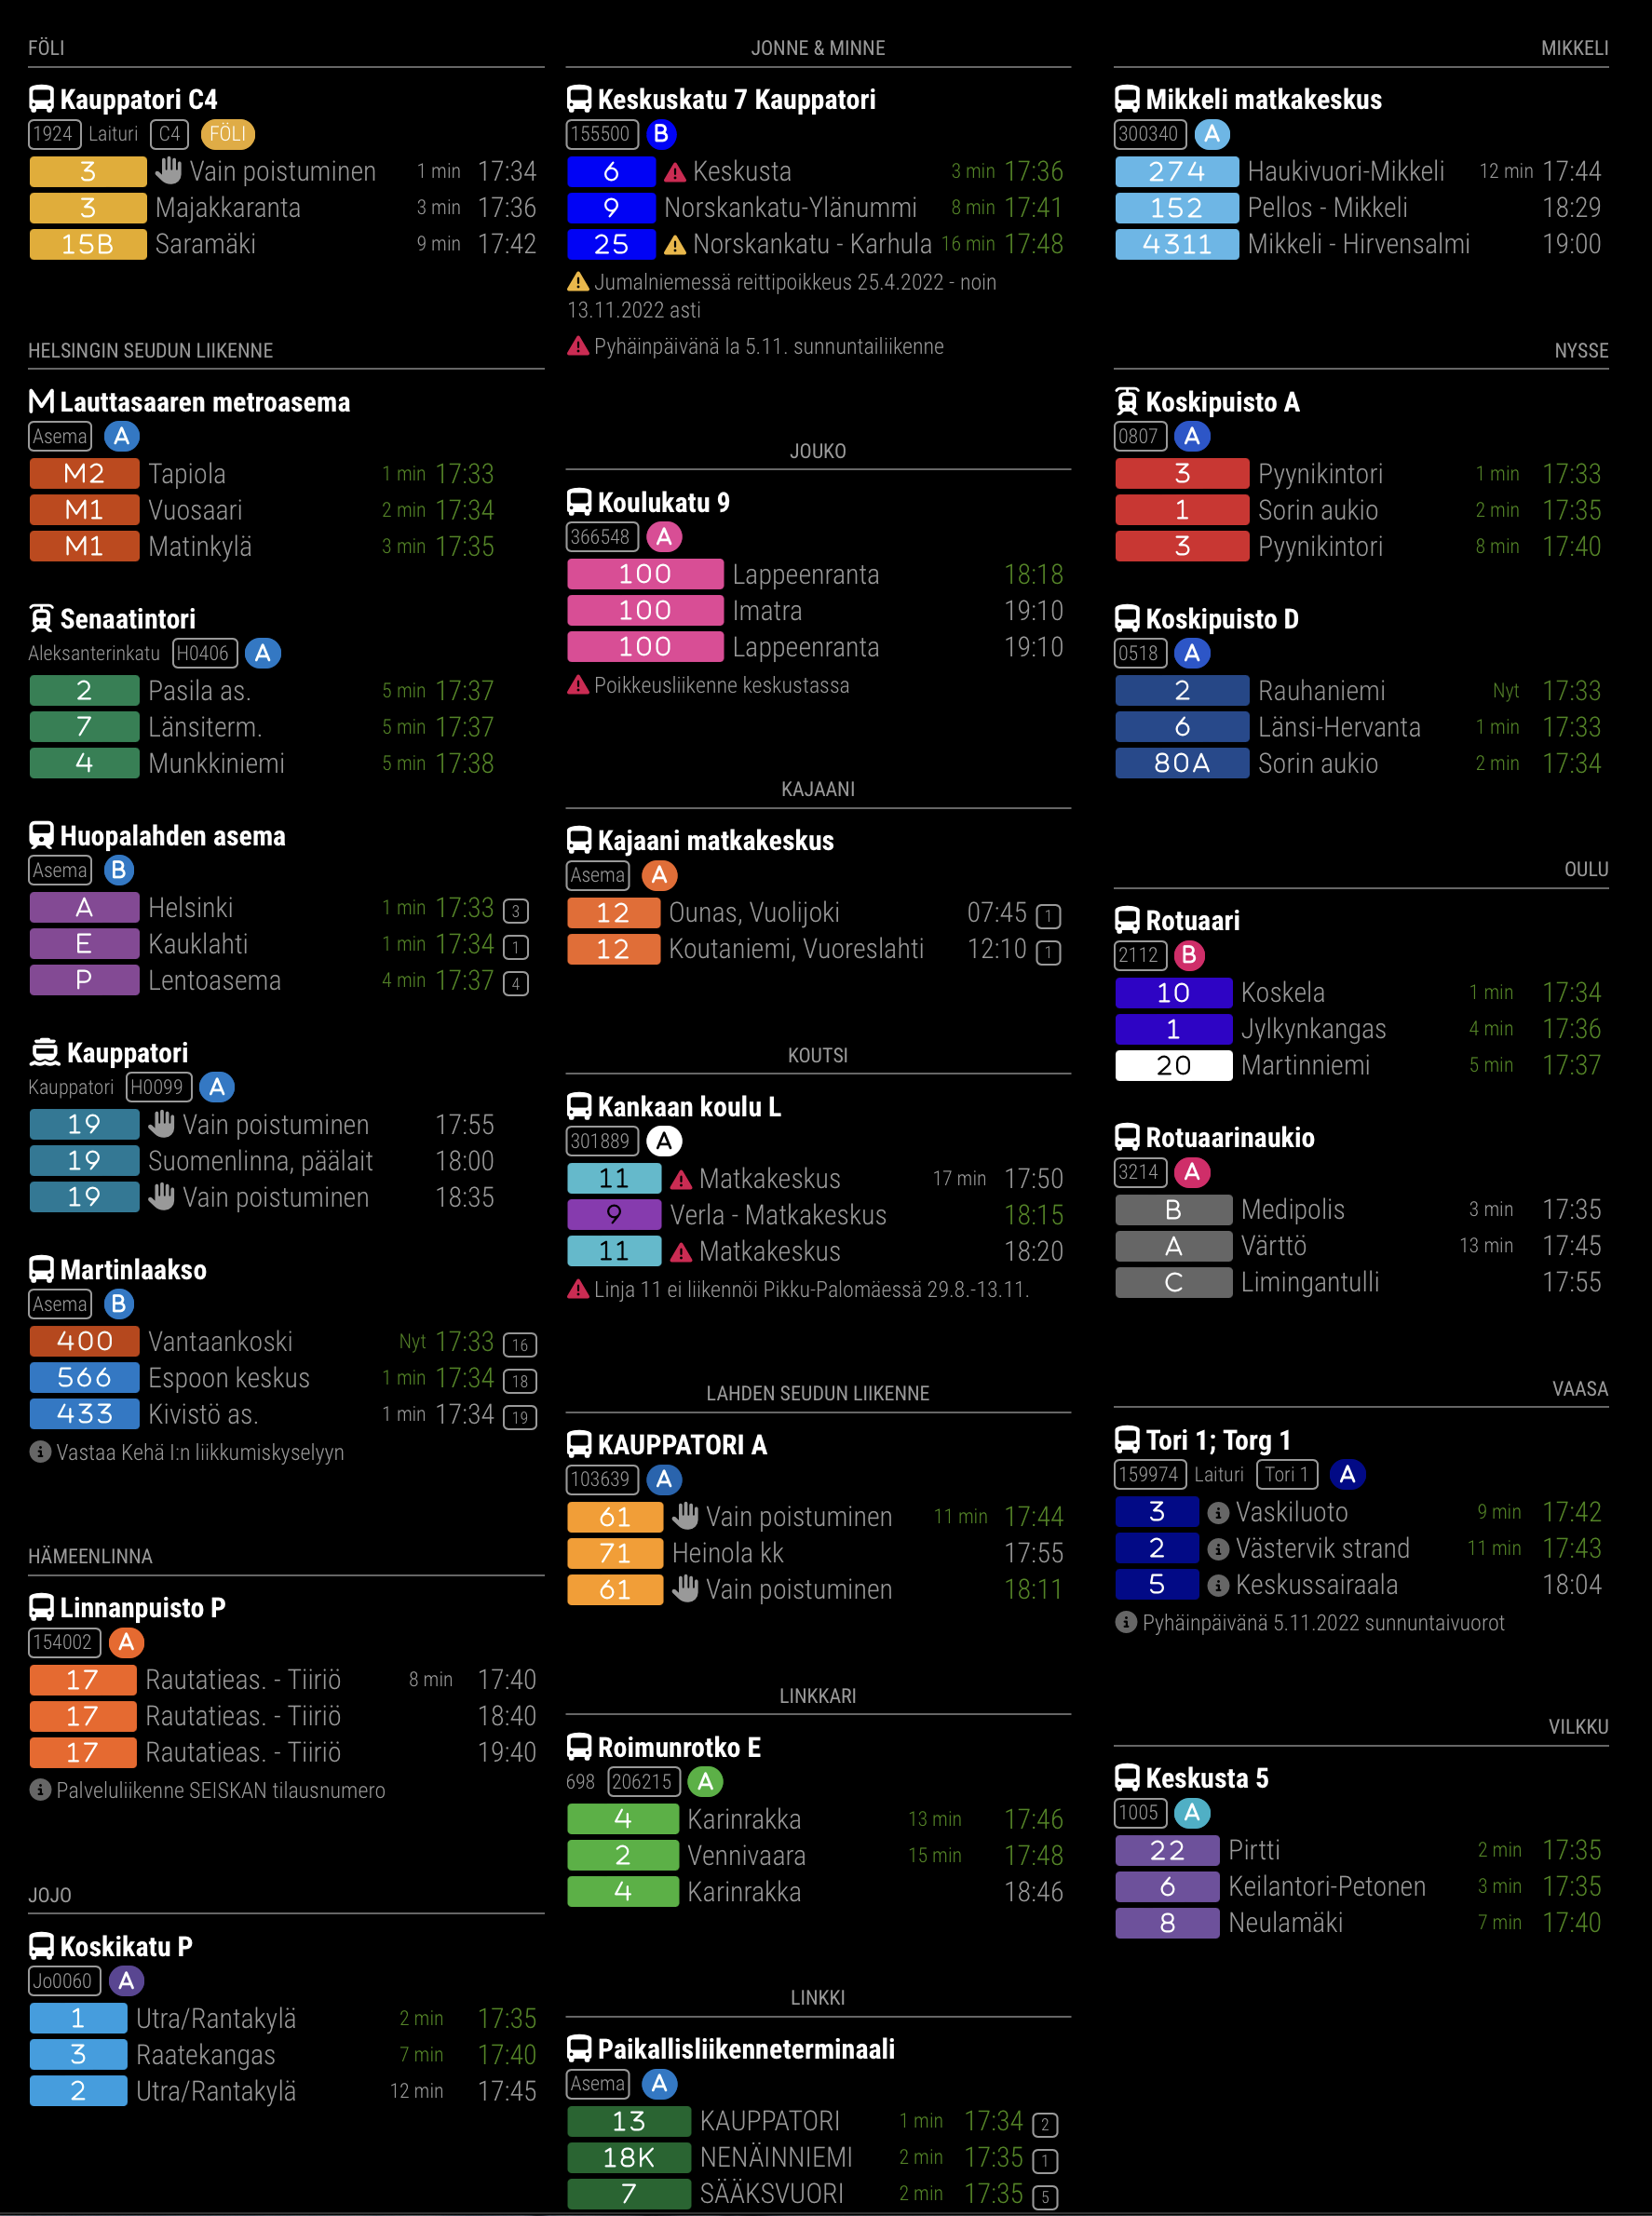 FÖLI
Kauppatori C4
1924 Laituri C4 FÖLI
3 Vain poistuminen 1 min 17:34
3 Majakkaranta 3 min 17:36
15B Saramäki 9 min 17:42
HELSINGIN SEUDUN LIIKENNE
M Lauttasaaren metroasema
Asema A
M2 Tapiola 1 min 17:33
M1 Vuosaari 2 min 17:34
M1 Matinkylä 3 min 17:35
Senaatintori
Aleksanterinkatu H0406 A
2 Pasila as. 5 min 17:37
7 Länsiterm. 5 min 17:37
4 Munkkiniemi 5 min 17:38
Huopalahden asema
Asema B
A Helsinki 1 min 17:33 3
E Kauklahti 1 min 17:34 1
P Lentoasema 4 min 17:37 4
Kauppatori
Kauppatori H0099 A
19 Vain poistuminen 17:55
19 Suomenlinna, päälait 18:00
19 Vain poistuminen 18:35
Martinlaakso
Asema B
400 Vantaankoski Nyt 17:33 16
566 Espoon keskus 1 min 17:34 18
433 Kivistö as. 1 min 17:34 19
Vastaa Kehä I:n liikkumiskyselyyn
HÄMEENLINNA
Linnanpuisto P
154002 A
17 Rautatieas. - Tiiriö 8 min 17:40
17 Rautatieas. - Tiiriö 18:40
17 Rautatieas. - Tiiriö 19:40
Palveluliikenne SEISKAN tilausnumero
JOJO
Koskikatu P
Jo0060 A
1 Utra/Rantakylä 2 min 17:35
3 Raatekangas 7 min 17:40
2 Utra/Rantakylä 12 min 17:45
JONNE & MINNE
Keskuskatu 7 Kauppatori
155500 B
6 Keskusta 3 min 17:36
9 Norskankatu-Ylänummi 8 min 17:41
25 Norskankatu - Karhula 16 min 17:48
Jumalniemessä reittipoikkeus 25.4.2022 - noin
13.11.2022 asti
Pyhäinpäivänä la 5.11. sunnuntailiikenne
JOUKO
Koulukatu 9
366548 A
100 Lappeenranta 18:18
100 Imatra 19:10
100 Lappeenranta 19:10
Poikkeusliikenne keskustassa
KAJAANI
Kajaani matkakeskus
Asema A
12 Ounas, Vuolijoki 07:45 1
12 Koutaniemi, Vuoreslahti 12:10 1
KOUTSI
Kankaan koulu L
301889 A
11 Matkakeskus 17 min 17:50
9 Verla - Matkakeskus 18:15
11 Matkakeskus 18:20
Linja 11 ei liikennöi Pikku-Palomäessä 29.8.-13.11.
LAHDEN SEUDUN LIIKENNE
KAUPPATORI A
103639 A
61 Vain poistuminen 11 min 17:44
71 Heinola kk 17:55
61 Vain poistuminen 18:11
LINKKARI
Roimunrotko E
698 206215 A
4 Karinrakka 13 min 17:46
2 Vennivaara 15 min 17:48
4 Karinrakka 18:46
LINKKI
Paikallisliikenneterminaali
Asema A
13 KAUPPATORI 1 min 17:34 2
18K NENÄINNIEMI 2 min 17:35 1
7 SÄÄKSVUORI 2 min 17:35 5
MIKKELI
Mikkeli matkakeskus
300340 A
274 Haukivuori-Mikkeli 12 min 17:44
152 Pellos - Mikkeli 18:29
4311 Mikkeli - Hirvensalmi 19:00
NYSSE
Koskipuisto A
0807 A
3 Pyynikintori 1 min 17:33
1 Sorin aukio 2 min 17:35
3 Pyynikintori 8 min 17:40
Koskipuisto D
0518 A
2 Rauhaniemi Nyt 17:33
6 Länsi-Hervanta 1 min 17:33
80A Sorin aukio 2 min 17:34
OULU
Rotuaari
2112 B
10 Koskela 1 min 17:34
1 Jylkynkangas 4 min 17:36
20 Martinniemi 5 min 17:37
Rotuaarinaukio
3214 A
B Medipolis 3 min 17:35
A Värttö 13 min 17:45
C Limingantulli 17:55
VAASA
Tori 1; Torg 1
159974 Laituri Tori 1 A
3 Vaskiluoto 9 min 17:42
2 Västervik strand 11 min 17:43
5 Keskussairaala 18:04
Pyhäinpäivänä 5.11.2022 sunnuntaivuorot
VILKKU
Keskusta 5
1005 A
22 Pirtti 2 min 17:35
6 Keilantori-Petonen 3 min 17:35
8 Neulamäki 7 min 17:40